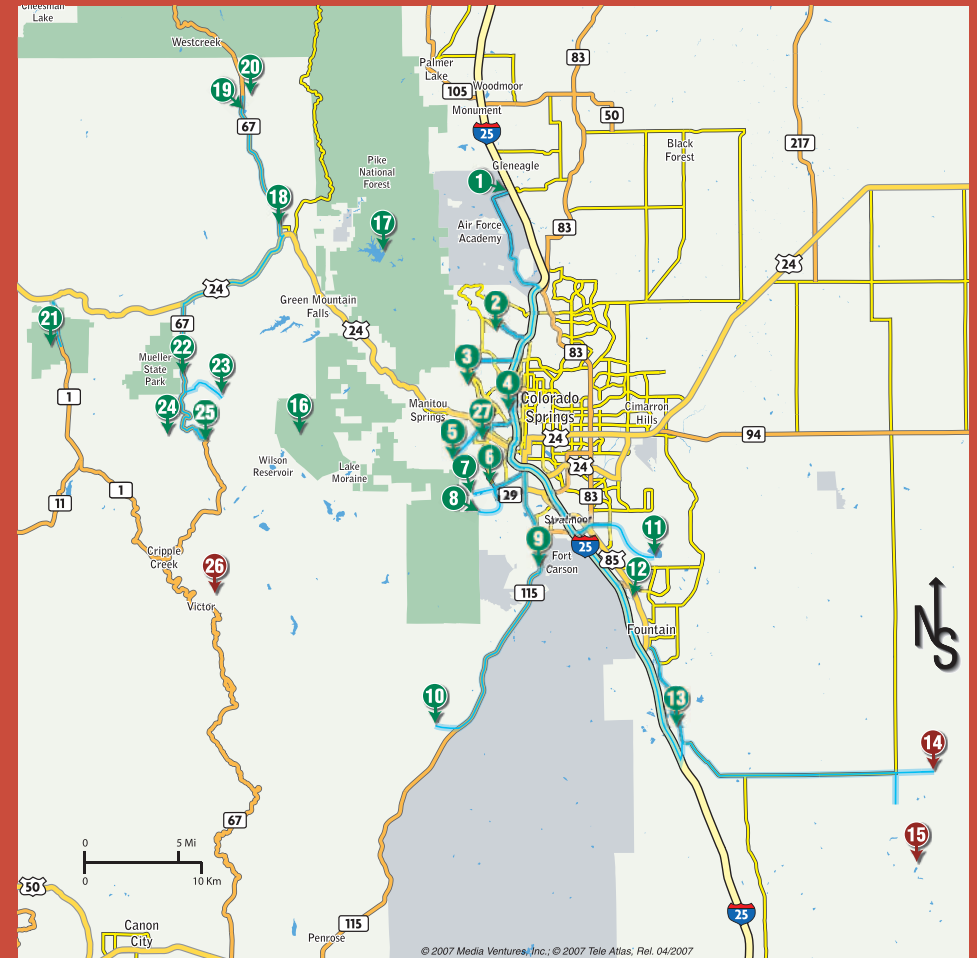 Cheesman
Lake
Westcreek
20
19
67
18
Palmer
Lake
105
Woodmoor
Monument
83
50
25
Gleneagle
1
Black
Forest
217
Pike
National
Forest
17
Air Force
Academy
83
24
24
Green Mountain
Falls
24
2
21
67
Mueller
State
Park
22
23
3
83
1
24
25
16
Manitou
Springs
4
27
Colorado
Springs
Cimarron
Hills
5
24
94
Wilson
Reservoir
Lake
Moraine
6
7
24
8
29
83
1
11
Stratmoor
11
9
25
Cripple
Creek
26
Victor
Fort
Carson
85
12
115
Fountain
N
S
10
13
14
67
15
0
5 Mi
0
10 Km
50
Canon
City
115
Penrose
25
© 2007 Media Ventures, Inc.; © 2007 Tele Atlas, Rel. 04/2007